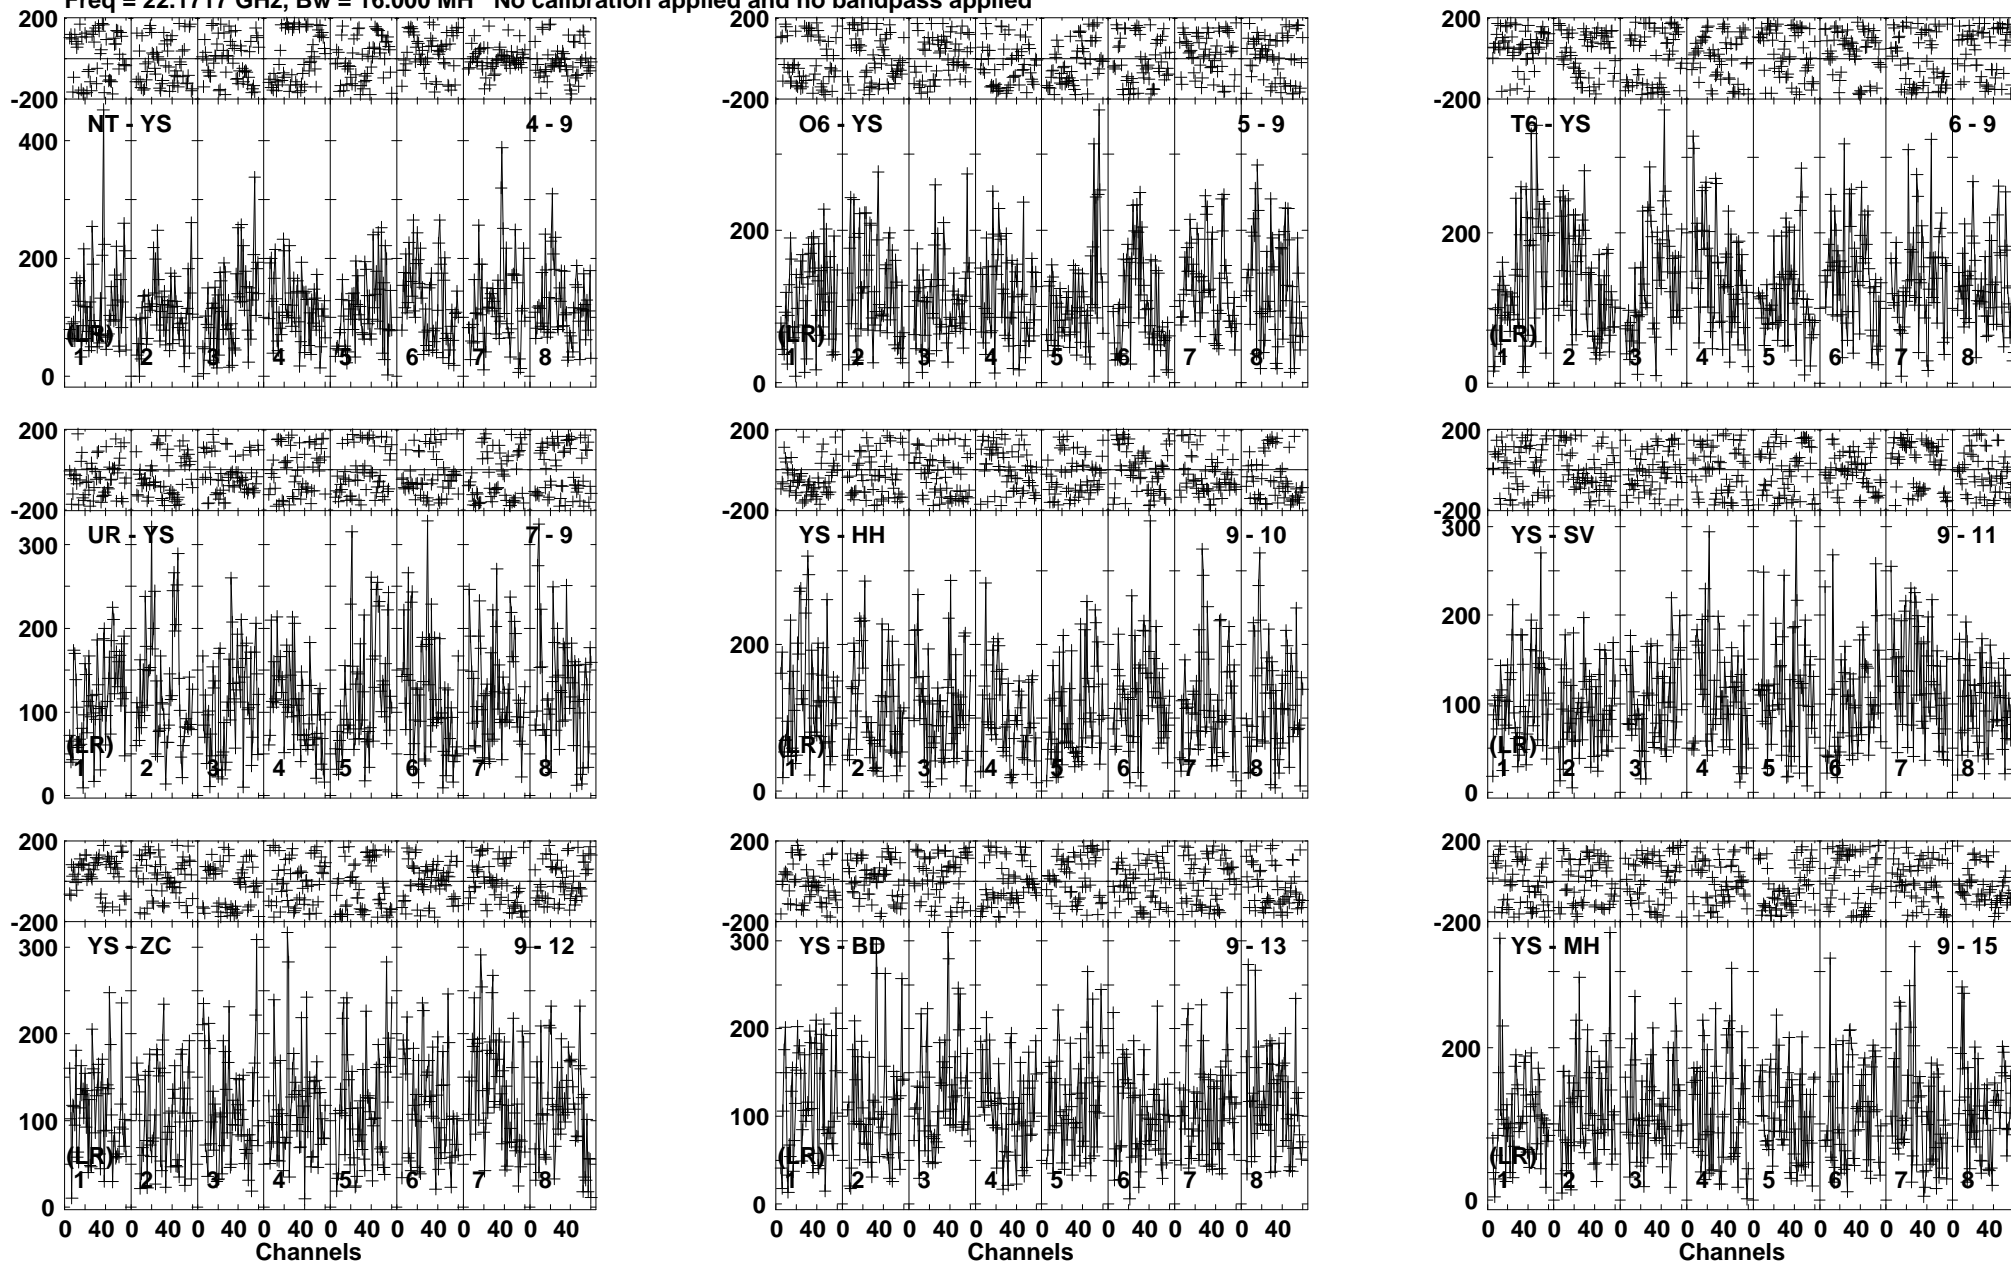 Freq = 22.1717 GHz, Bw = 16.000 MH No calibration applied and no bandpass applied
200 200 200
-200 -200 -200
NT - YS 4 - 9 O6 - YS 5 - 9 T6 - YS 6 - 9
400
200 200 200
(LR) (LR) (LR)
1 2 3 4 5 6 7 8 1 2 3 4 5 6 7 8 1 2 3 4 5 6 7 8
0 0 0
200 200 200
-200 -200 -200
UR - YS 7 - 9 YS - HH 9 - 10 YS - SV 9 - 11
300 300
200 200 200
100 100
(LR) (LR) (LR)
1 2 3 4 5 6 7 8 1 2 3 4 5 6 7 8 1 2 3 4 5 6 7 8
0 0 0
200 200 200
-200 -200 -200
YS - ZC 9 - 12 YS - BD 9 - 13 YS - MH 9 - 15
300 300
200 200 200
100 100
(LR) (LR) (LR)
1 2 3 4 5 6 7 8 1 2 3 4 5 6 7 8 1 2 3 4 5 6 7 8
0 0 0
0 40 0 40 0 40 0 40 0 40 0 40 0 40 0 40 0 40 0 40 0 40 0 40 0 40 0 40 0 40 0 40 0 40 0 40 0 40 0 40 0 40 0 40 0 40 0 40
Channels Channels Channels